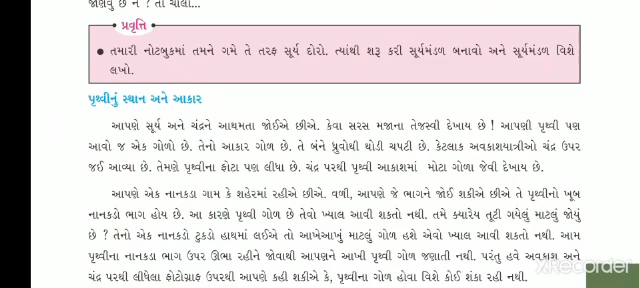 જાણવું છે ને ? તો ચાલો...
પ્રવૃત્તિ
● તમારી નોટબુકમાં તમને ગમે તે તરફ સૂર્ય દોરો. ત્યાંથી શરૂ કરી સૂર્યમંડળ બનાવો અને સૂર્યમંડળ વિશે
લખો.
પૃથ્વીનું સ્થાન અને આકાર
આપણે સૂર્ય અને ચંદ્રને આથમતા જોઈએ છીએ. કેવા સરસ મજાના તેજસ્વી દેખાય છે ! આપણી પૃથ્વી પણ
આવો જ એક ગોળો છે. તેનો આકાર ગોળ છે. તે બંને ધ્રુવોથી થોડી ચપટી છે. કેટલાક અવકાશયાત્રીઓ ચંદ્ર ઉપર
જઈ આવ્યા છે. તેમણે પૃથ્વીના ફોટા પણ લીધા છે. ચંદ્ર પરથી પૃથ્વી આકાશમાં મોટા ગોળા જેવી દેખાય છે.
આપણે એક નાનકડા ગામ કે શહેરમાં રહીએ છીએ. વળી, આપણે જે ભાગને જોઈ શકીએ છીએ તે પૃથ્વીનો ખૂબ
નાનકડો ભાગ હોય છે. આ કારણે પૃથ્વી ગોળ છે તેવો ખ્યાલ આવી શકતો નથી. તમે ક્યારેય તૂટી ગયેલું માટલું જોયું
છે ? તેનો એક નાનકડો ટુકડો હાથમાં લઈએ તો આખેઆખું માટલું ગોળ હશે એવો ખ્યાલ આવી શકતો નથી. આમ
પૃથ્વીના નાનકડા ભાગ ઉપર ઊભા રહીને જોવાથી આપણને આખી પૃથ્વી ગોળ જણાતી નથી. પરંતુ હવે અવકાશ અને
ચંદ્ર પરથી લીધેલા ફોટોગ્રાફ ઉપરથી આપણે કહી શકીએ કે, પૃથ્વીના ગોળ હોવા વિશે કોઈ શંકા રહી નથી.
XRECORDER